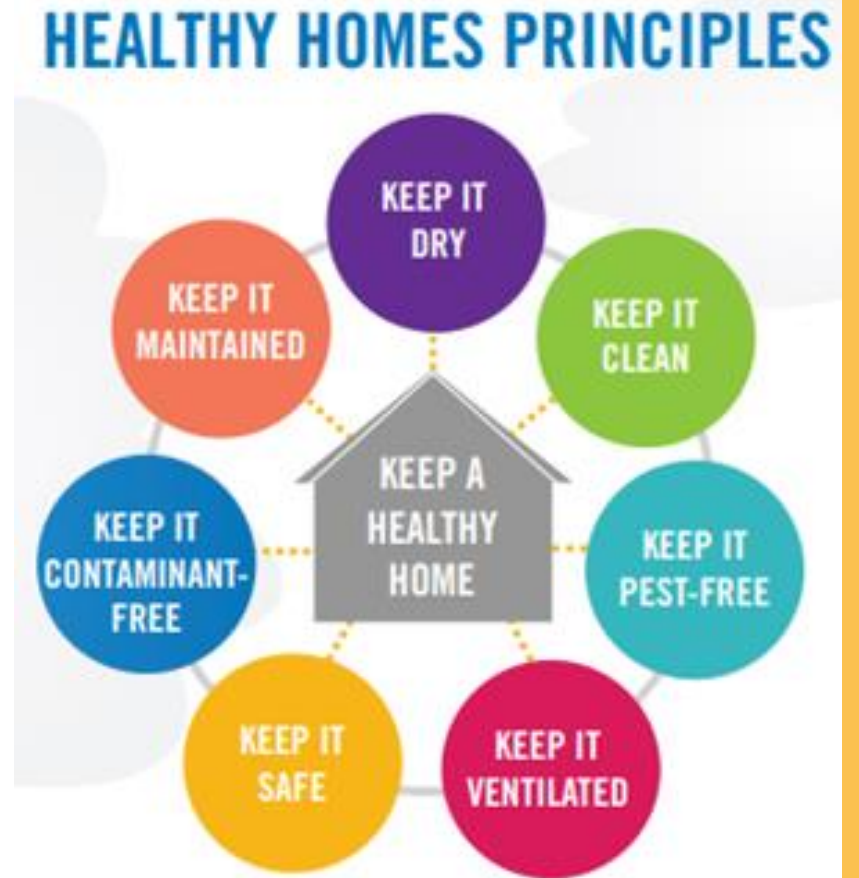 HEALTHY HOMES PRINCIPLES
KEEP IT
DRY
KEEP IT
CLEAN
KEEP IT
PEST-FREE
KEEP IT
VENTILATED
KEEP IT
SAFE
KEEP IT
CONTAMINANT-
FREE
KEEP IT
MAINTAINED
KEEP A
HEALTHY
HOME